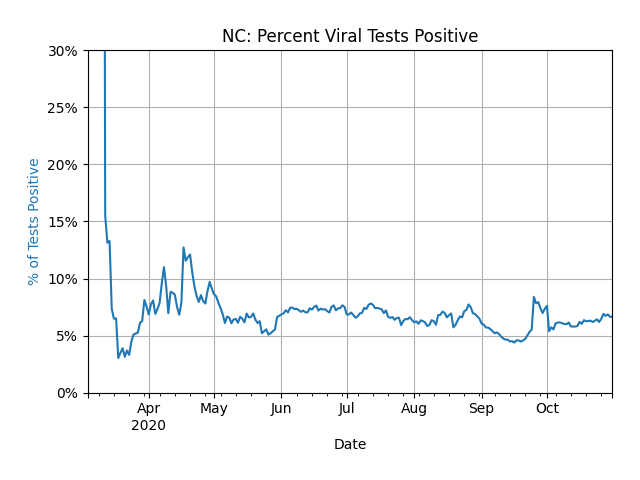 NC: Percent Viral Tests Positive
30%
25%
20%
15%
10%
5%
0%
% of Tests Positive
Apr May Jun Jul Aug Sep Oct
2020
Date